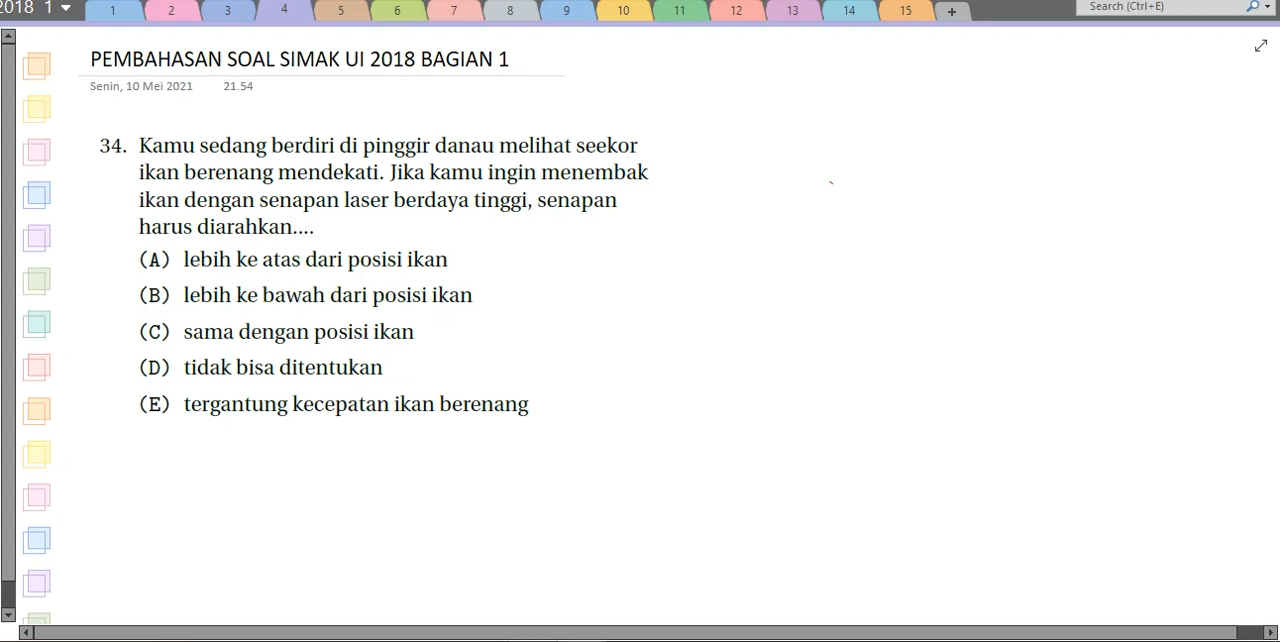 2018 1
1 2 3 4 5 6 7 8 9 10 11 12 13 14 15 +
Search (Ctrl+E)
PEMBAHASAN SOAL SIMAK UI 2018 BAGIAN 1
Senin, 10 Mei 2021 21.54
34. Kamu sedang berdiri di pinggir danau melihat seekor
ikan berenang mendekati. Jika kamu ingin menembak
ikan dengan senapan laser berdaya tinggi, senapan
harus diarahkan....
(A) lebih ke atas dari posisi ikan
(B) lebih ke bawah dari posisi ikan
(C) sama dengan posisi ikan
(D) tidak bisa ditentukan
(E) tergantung kecepatan ikan berenang